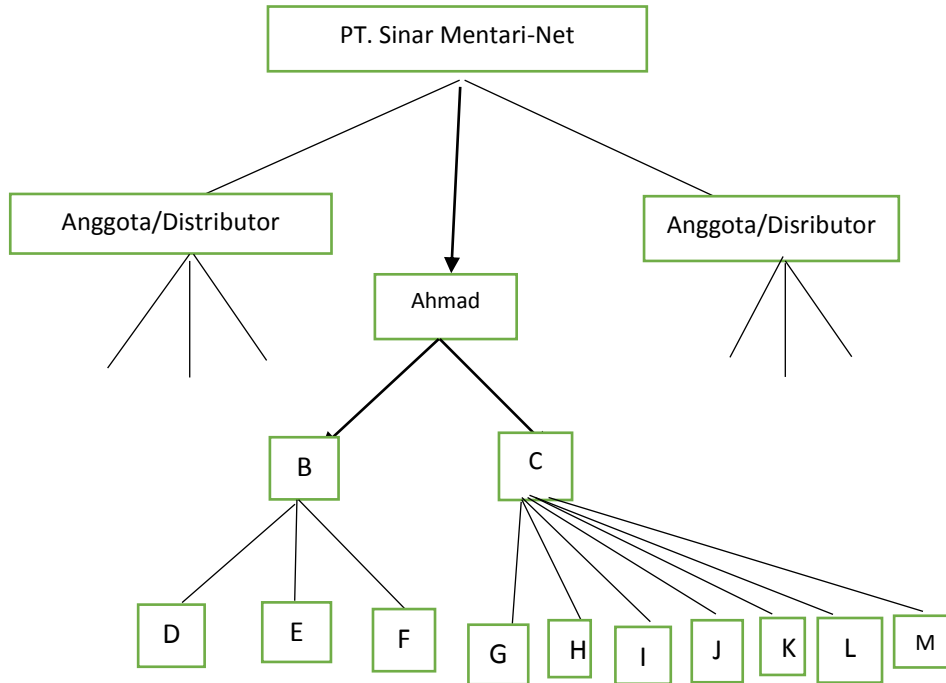 PT. Sinar Mentari-Net
Anggota/Distributor
Anggota/Disributor
Ahmad
B
C
D
E
F
G
H
I
J
K
L
M